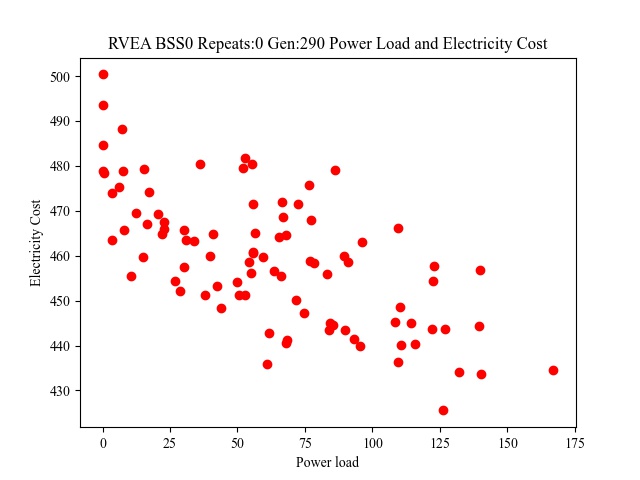 RVEA BSS0 Repeats:0 Gen:290 Power Load and Electricity Cost
500
490
480
470
460
450
440
430
Electricity Cost
0 25 50 75 100 125 150 175
Power load